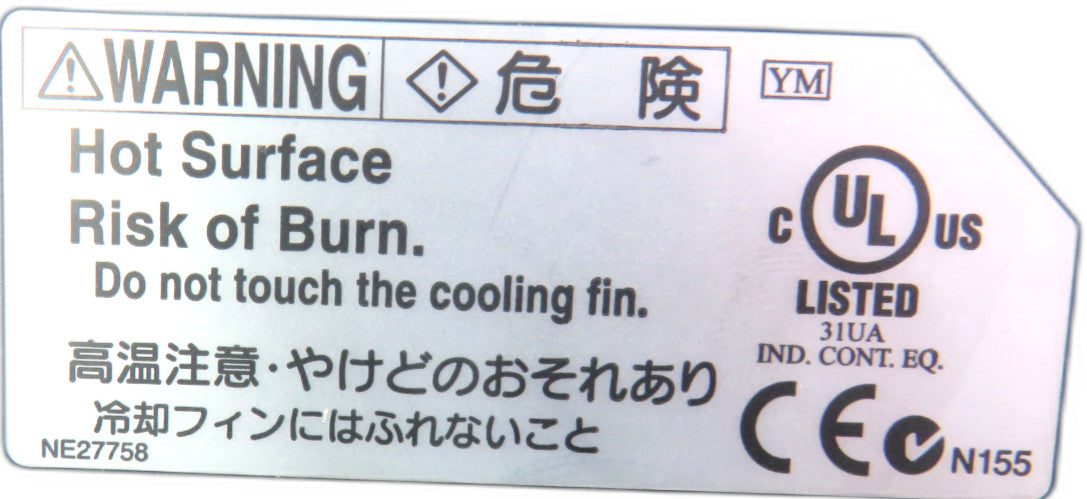 WARNING 危険 YM
Hot Surface
Risk of Burn.
Do not touch the cooling fin.
高温注意・やけどのおそれあり
冷却フィンにはふれないこと
NE27758
C UL US
LISTED
31UA
IND. CONT. EQ.
CE N155